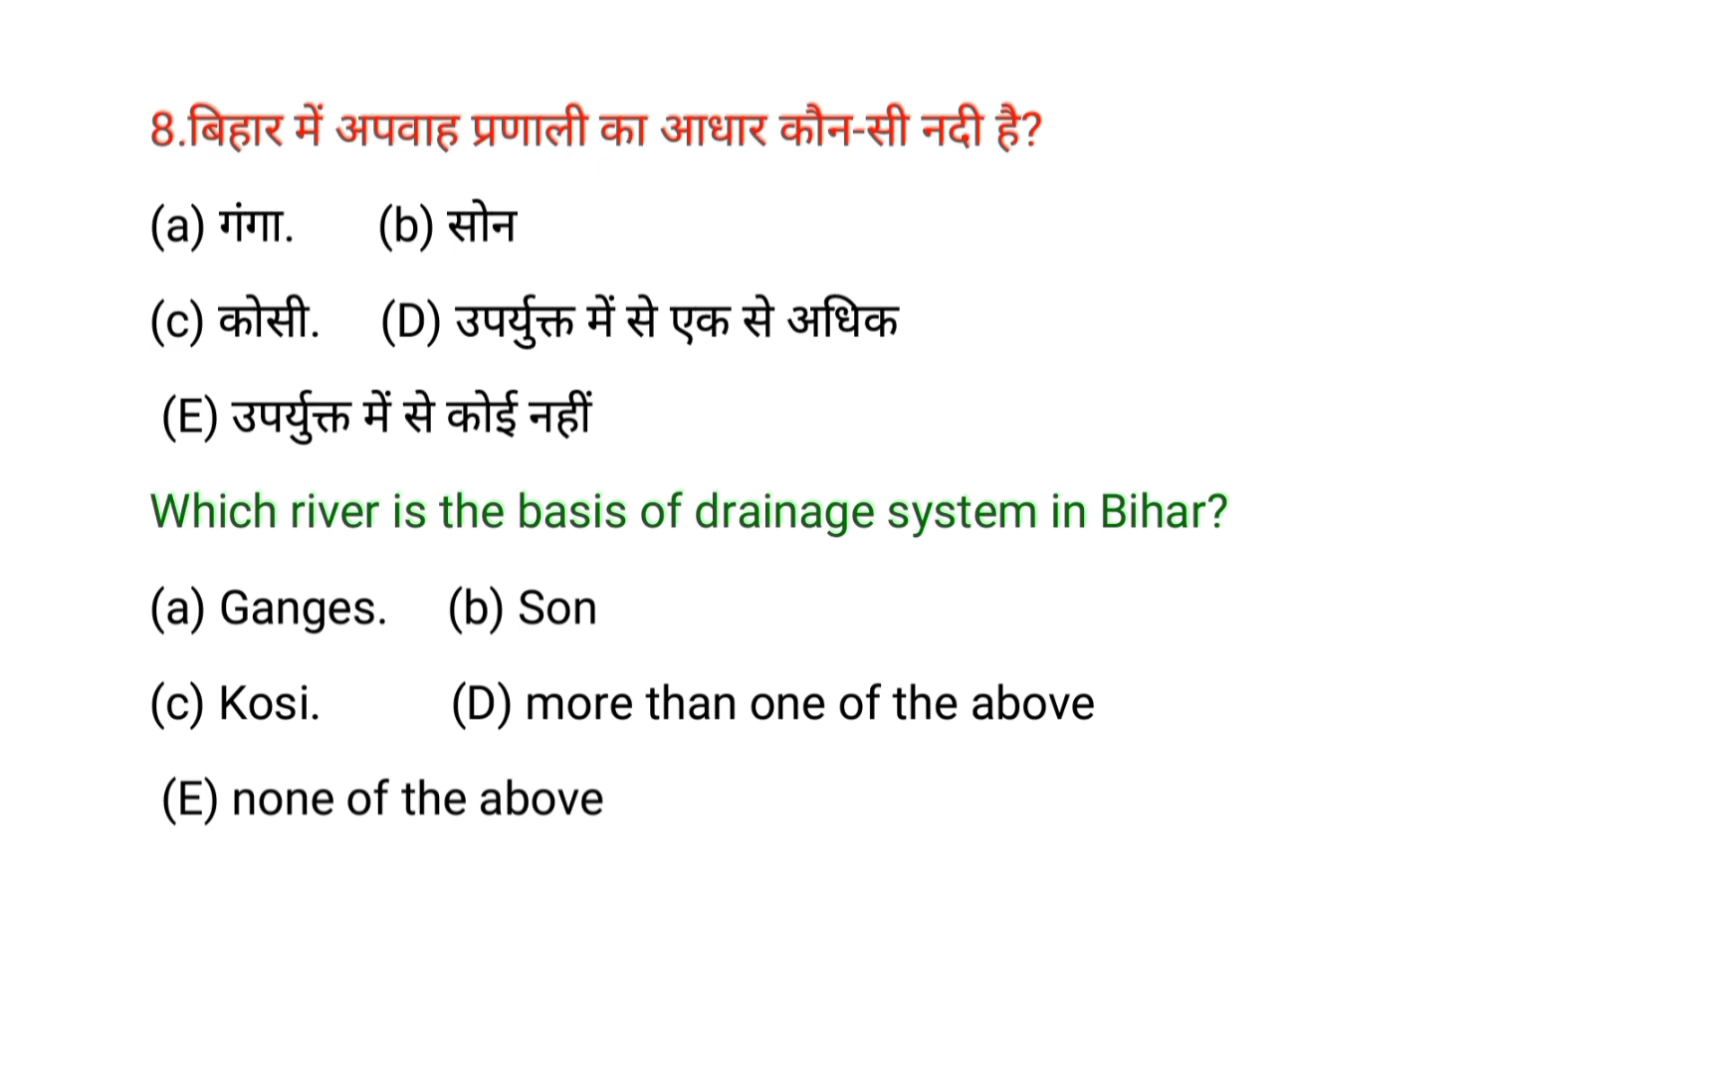 8.बिहार में अपवाह प्रणाली का आधार कौन-सी नदी है?
(a) गंगा. (b) सोन
(c) कोसी. (D) उपर्युक्त में से एक से अधिक
(E) उपर्युक्त में से कोई नहीं
Which river is the basis of drainage system in Bihar?
(a) Ganges. (b) Son
(c) Kosi. (D) more than one of the above
(E) none of the above